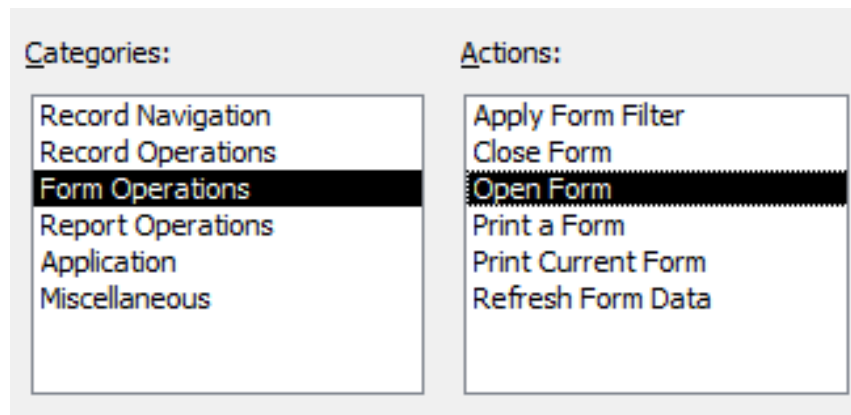 Categories:
Record Navigation
Record Operations
Form Operations
Report Operations
Application
Miscellaneous
Actions:
Apply Form Filter
Close Form
Open Form
Print a Form
Print Current Form
Refresh Form Data